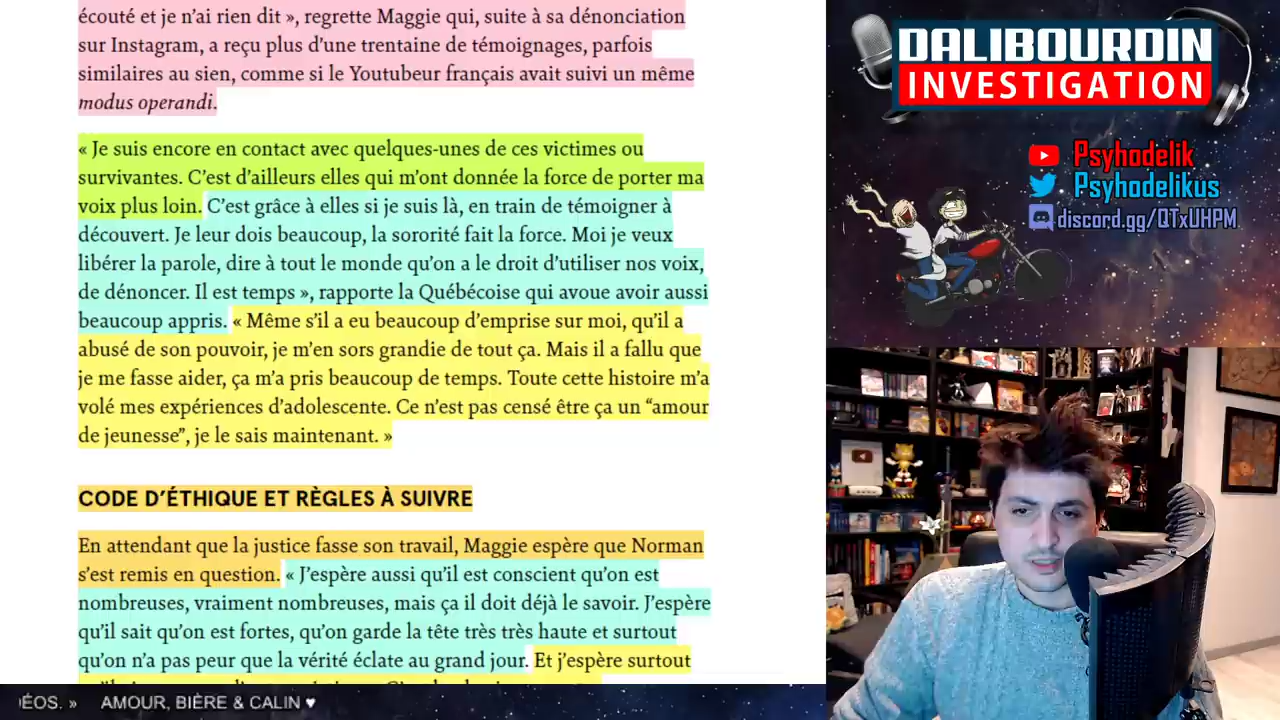 écouté et je n’ai rien dit », regrette Maggie qui, suite à sa dénonciation
sur Instagram, a reçu plus d’une trentaine de témoignages, parfois
similaires au sien, comme si le Youtubeur français avait suivi un même
modus operandi.
« Je suis encore en contact avec quelques-unes de ces victimes ou
survivantes. C’est d’ailleurs elles qui m’ont donnée la force de porter ma
voix plus loin. C’est grâce à elles si je suis là, en train de témoigner à
découvert. Je leur dois beaucoup, la sororité fait la force. Moi je veux
libérer la parole, dire à tout le monde qu’on a le droit d’utiliser nos voix,
de dénoncer. Il est temps », rapporte la Québécoise qui avoue avoir aussi
beaucoup appris. « Même s’il a eu beaucoup d’emprise sur moi, qu’il a
abusé de son pouvoir, je m’en sors grandie de tout ça. Mais il a fallu que
je me fasse aider, ça m’a pris beaucoup de temps. Toute cette histoire m’a
volé mes expériences d’adolescente. Ce n’est pas censé être ça un “amour
de jeunesse”, je le sais maintenant. »
CODE D’ÉTHIQUE ET RÈGLES À SUIVRE
En attendant que la justice fasse son travail, Maggie espère que Norman
s’est remis en question. « J’espère aussi qu’il est conscient qu’on est
nombreuses, vraiment nombreuses, mais ça il doit déjà le savoir. J’espère
qu’il sait qu’on est fortes, qu’on garde la tête très très haute et surtout
qu’on n’a pas peur que la vérité éclate au grand jour. Et j’espère surtout
ÉOS. » AMOUR, BIÈRE & CALIN ♥
DALIBOURDIN
INVESTIGATION
Psyhodelik
Psyhodelikus
discord.gg/QTxUHPM